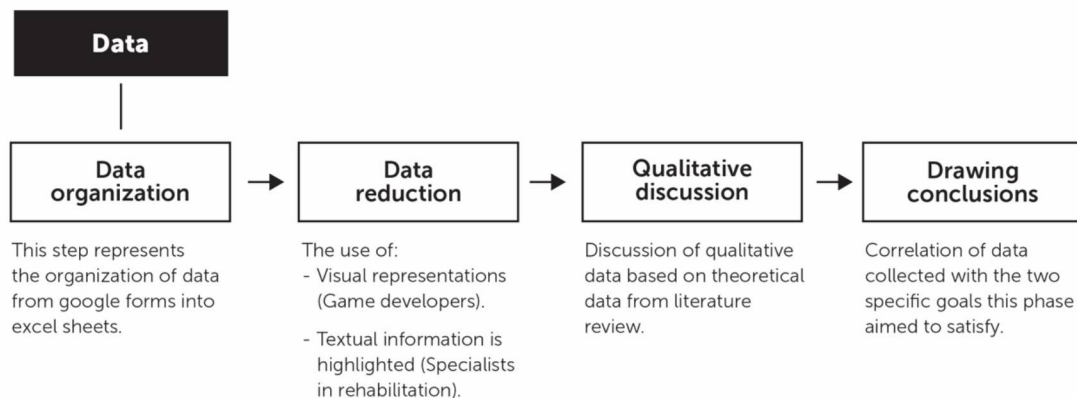 Data
Data
organization
This step represents
the organization of data
from google forms into
excel sheets.
Data
reduction
The use of:
- Visual representations
(Game developers).
- Textual information is
highlighted (Specialists
in rehabilitation).
Qualitative
discussion
Discussion of qualitative
data based on theoretical
data from literature
review.
Drawing
conclusions
Correlation of data
collected with the two
specific goals this phase
aimed to satisfy.